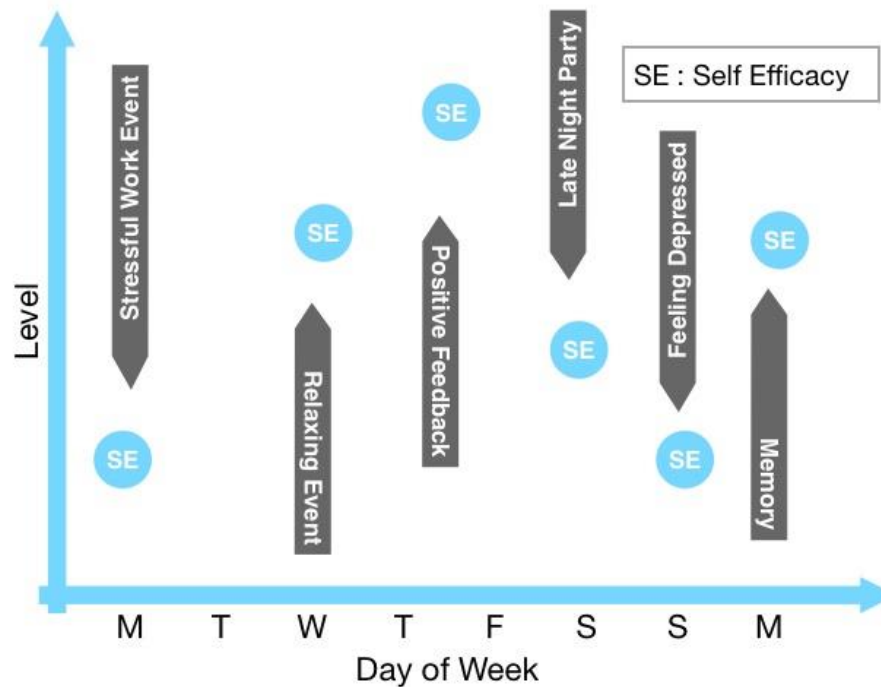 SE : Self Efficacy
Level
Stressful Work Event
SE
Relaxing Event
SE
Positive Feedback
SE
Late Night Party
SE
Feeling Depressed
SE
Memory
SE
M T W T F S S M
Day of Week